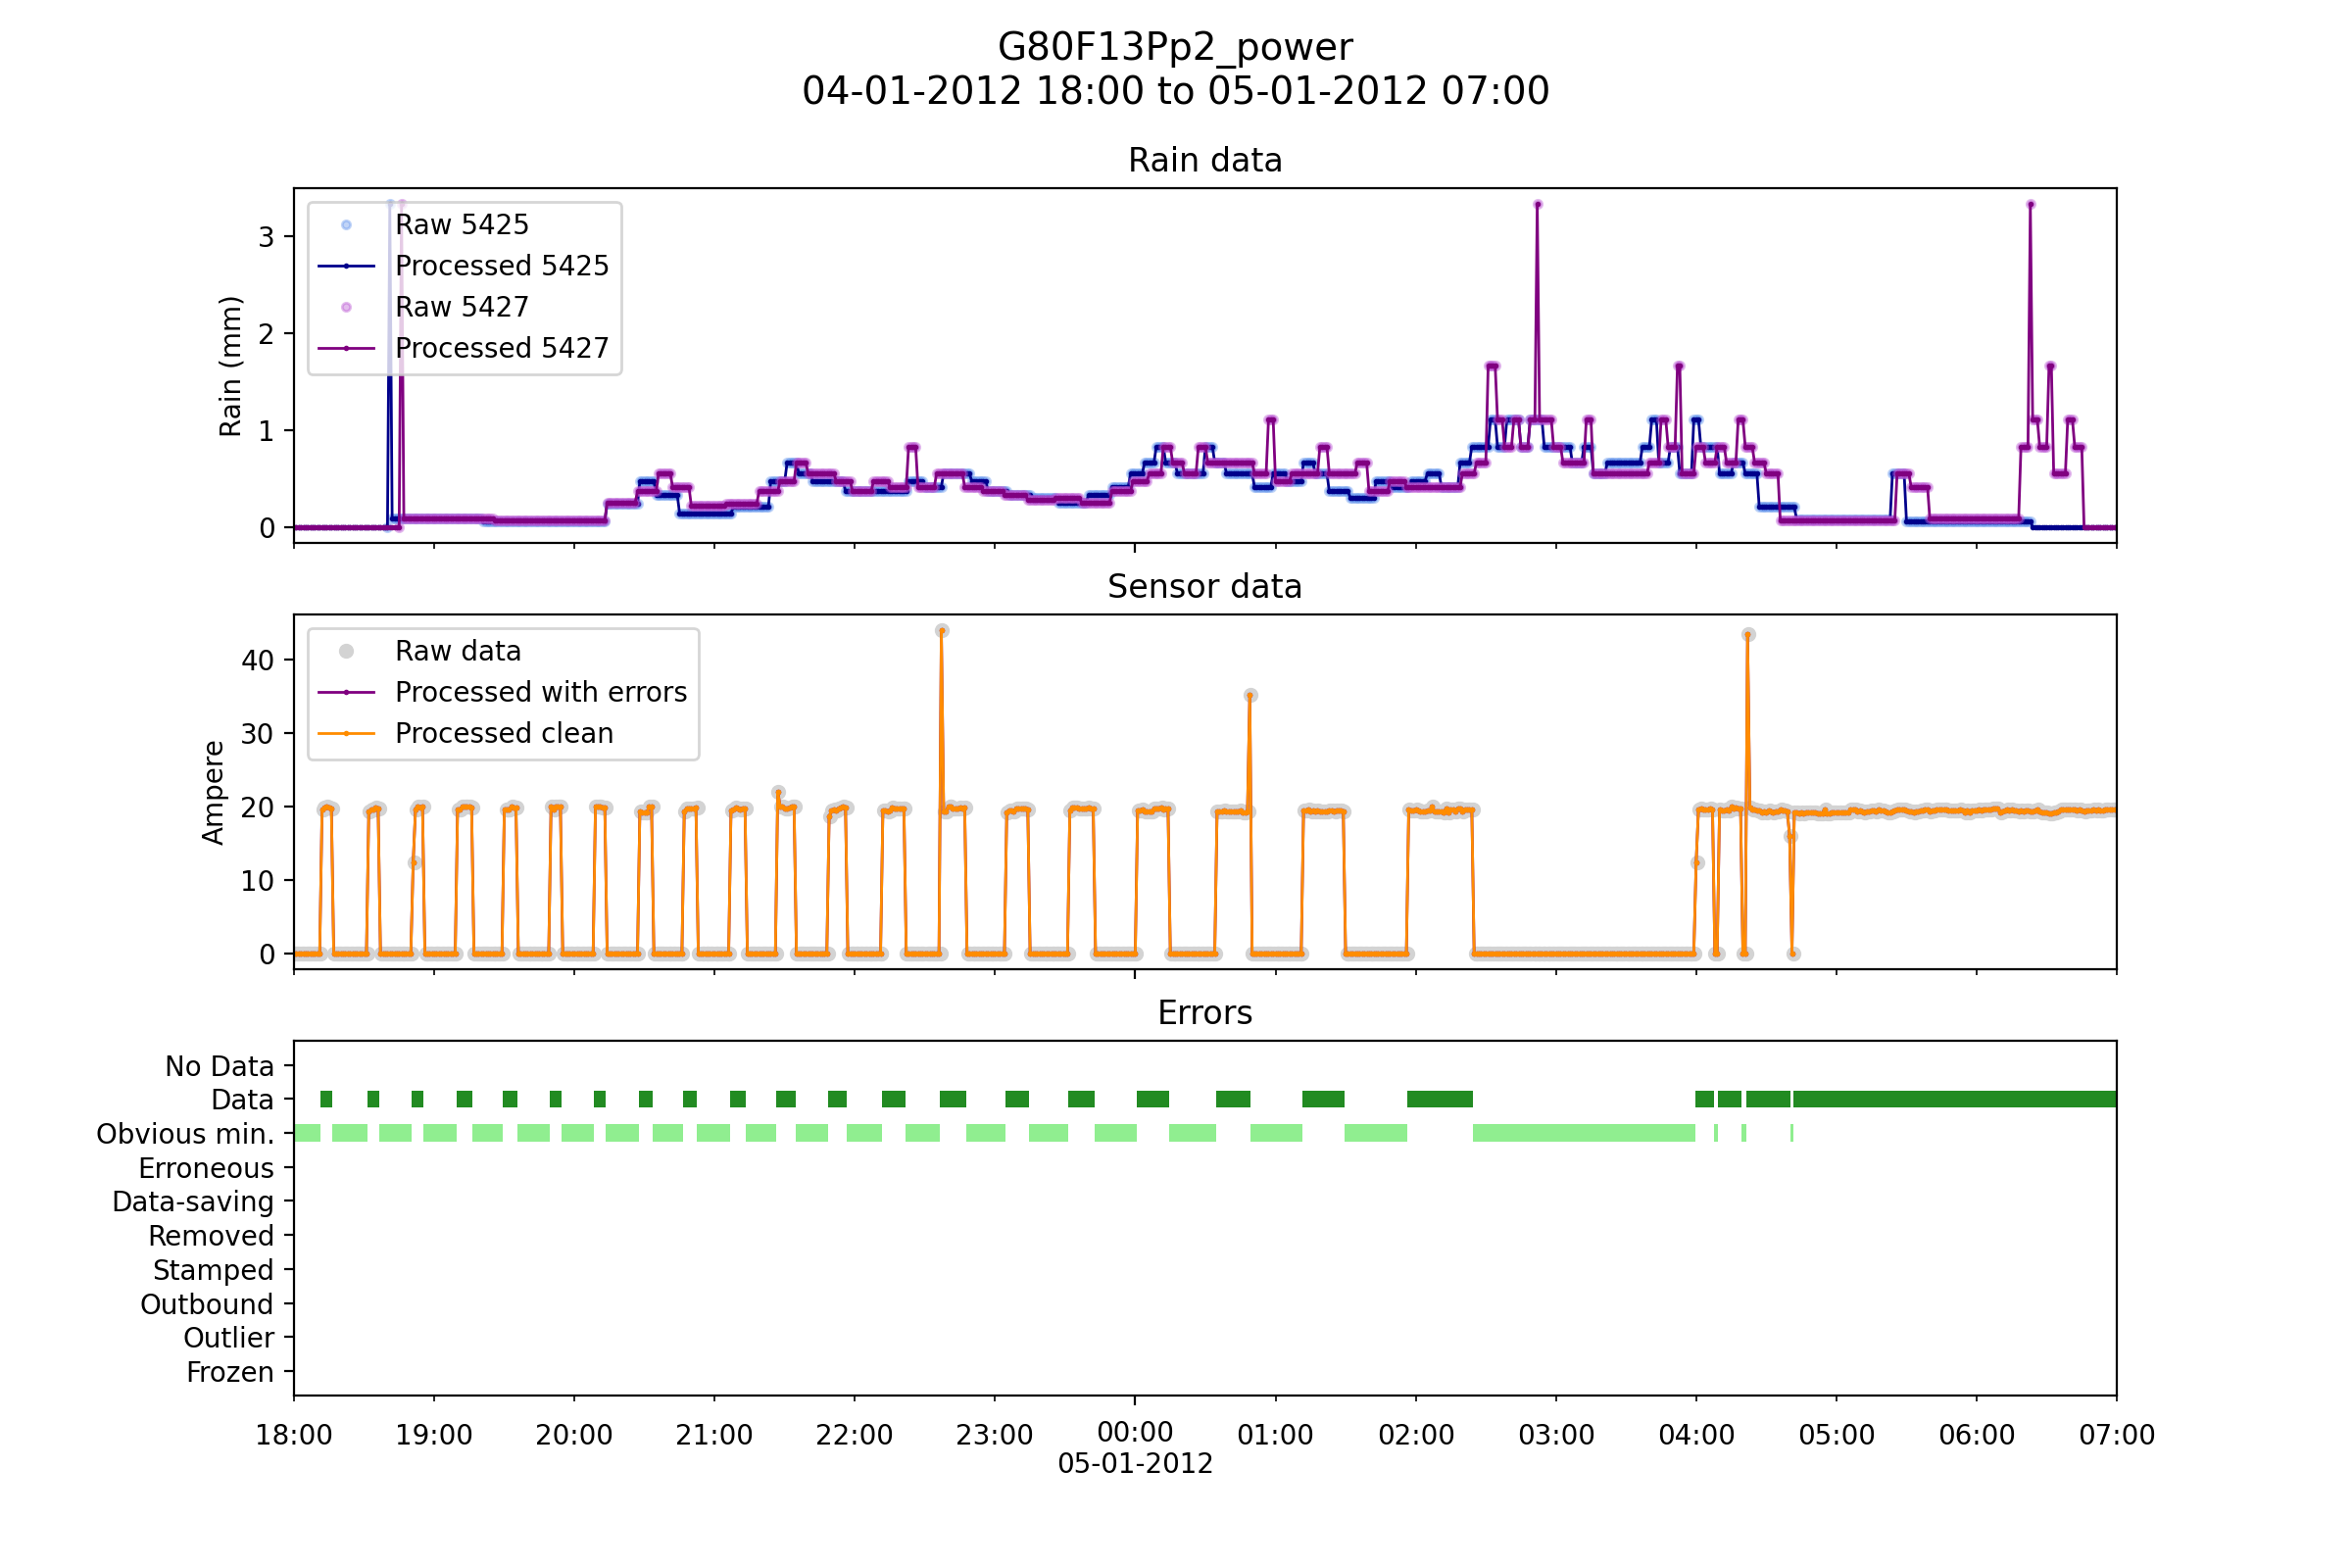 G80F13Pp2_power
04-01-2012 18:00 to 05-01-2012 07:00
Rain data
Rain (mm)
3
2
1
0
Raw 5425
Processed 5425
Raw 5427
Processed 5427
Sensor data
Ampere
40
30
20
10
0
Raw data
Processed with errors
Processed clean
Errors
No Data
Data
Obvious min.
Erroneous
Data-saving
Removed
Stamped
Outbound
Outlier
Frozen
18:00 19:00 20:00 21:00 22:00 23:00 00:00 01:00 02:00 03:00 04:00 05:00 06:00 07:00
05-01-2012